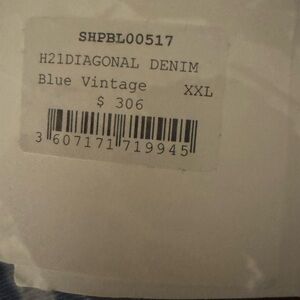 SHPBL00517
H21DIAGONAL DENIM
Blue Vintage XXL
$ 306
3 607171 719945